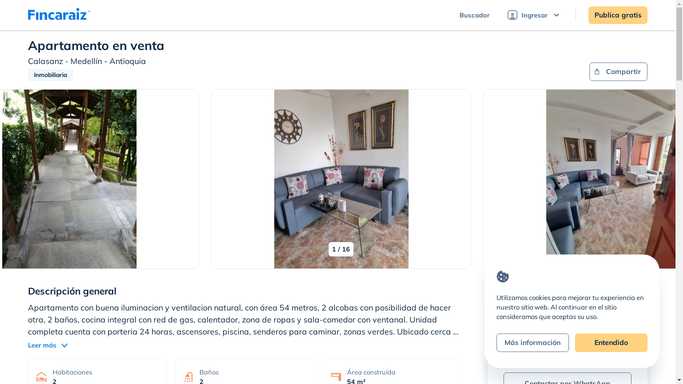 Fincaraiz
Buscador
Ingresar
Publica gratis
Apartamento en venta
Calasanz - Medellín - Antioquia
Inmobiliaria
Compartir
1 / 16
Descripción general
Apartamento con buena iluminacion y ventilacion natural, con área 54 metros, 2 alcobas con posibilidad de hacer
otra, 2 baños, cocina integral con red de gas, calentador, zona de ropas y sala-comedor con ventanal. Unidad
completa cuenta con porteria 24 horas, ascensores, piscina, senderos para caminar, zonas verdes. Ubicado cerca ...
Leer más
Habitaciones
2
Baños
2
Área construida
54 m²
Utilizamos cookies para mejorar tu experiencia en
nuestro sitio web. Al continuar en el sitio
consideramos que aceptas su uso.
Más información
Entendido
Contactar por WhatsApp